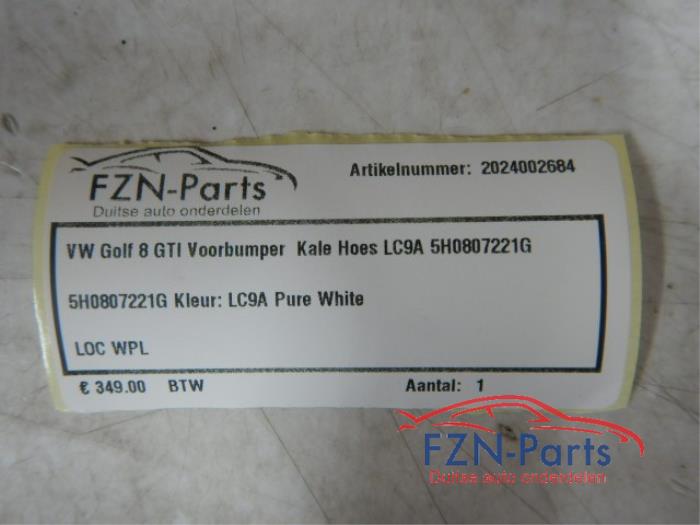 FZN-Parts
Duitse auto onderdelen
Artikelnummer: 2024002684
VW Golf 8 GTI Voorbumper Kale Hoes LC9A 5H0807221G
5H0807221G Kleur: LC9A Pure White
LOC WPL
€ 349.00 BTW Aantal: 1
FZN-Parts
Duitse auto onderdelen